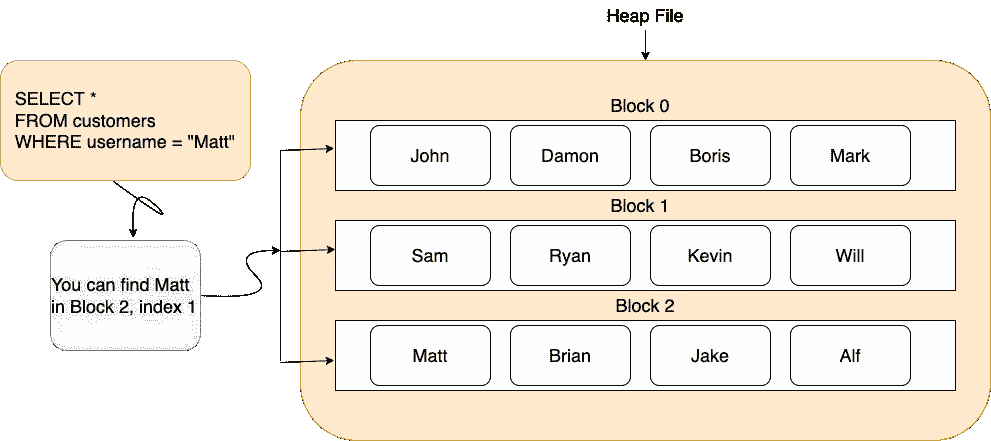 Heap File
SELECT *
FROM customers
WHERE username = "Matt"
You can find Matt
in Block 2, index 1
Block 0
John Damon Boris Mark
Block 1
Sam Ryan Kevin Will
Block 2
Matt Brian Jake Alf